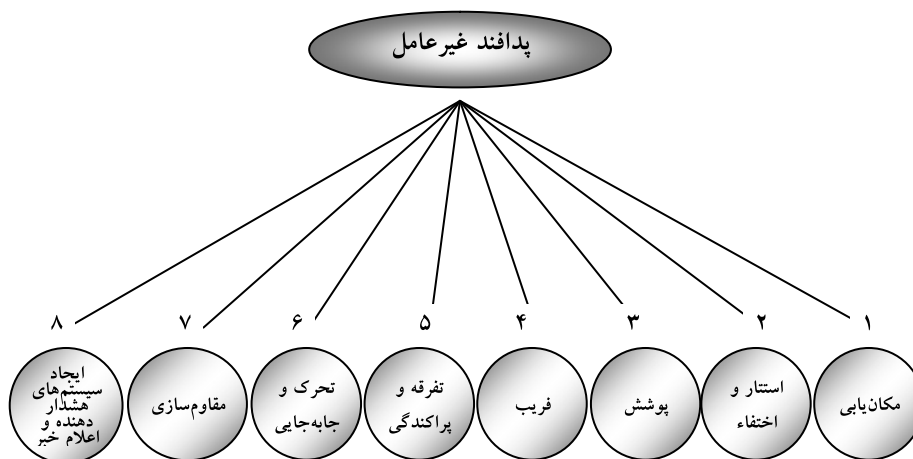 پدافند غیرعامل
۱
مکان‌یابی
۲
استتار و
اختفاء
۳
پوشش
۴
فریب
۵
تفرقه و
پراکندگی
۶
تحرک و
جابه‌جایی
۷
مقاوم‌سازی
۸
ایجاد
سیستم‌های
هشدار
دهنده و
اعلام خبر